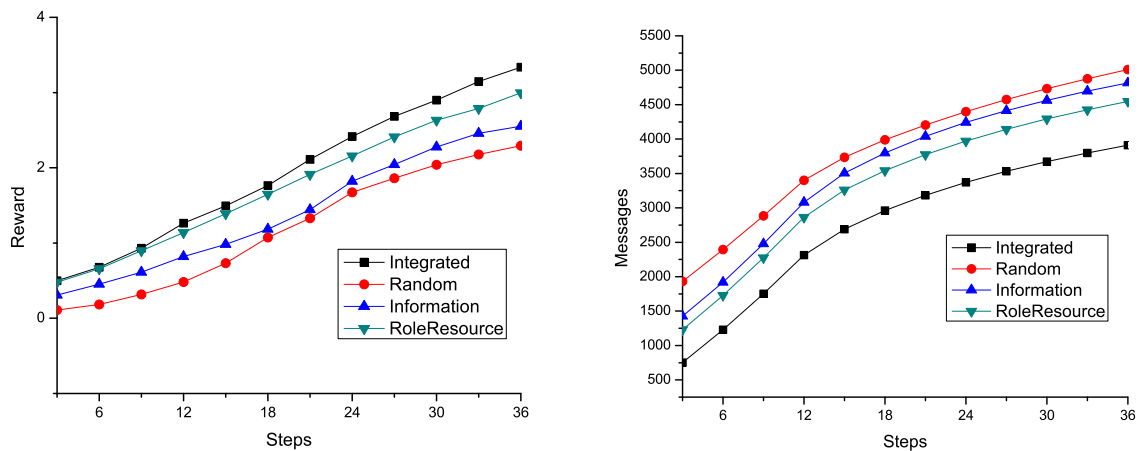 4
2
0
Reward
6 12 18 24 30 36
Steps
Integrated
Random
Information
RoleResource
5500
5000
4500
4000
3500
3000
2500
2000
1500
1000
500
Messages
6 12 18 24 30 36
Steps
Integrated
Random
Information
RoleResource